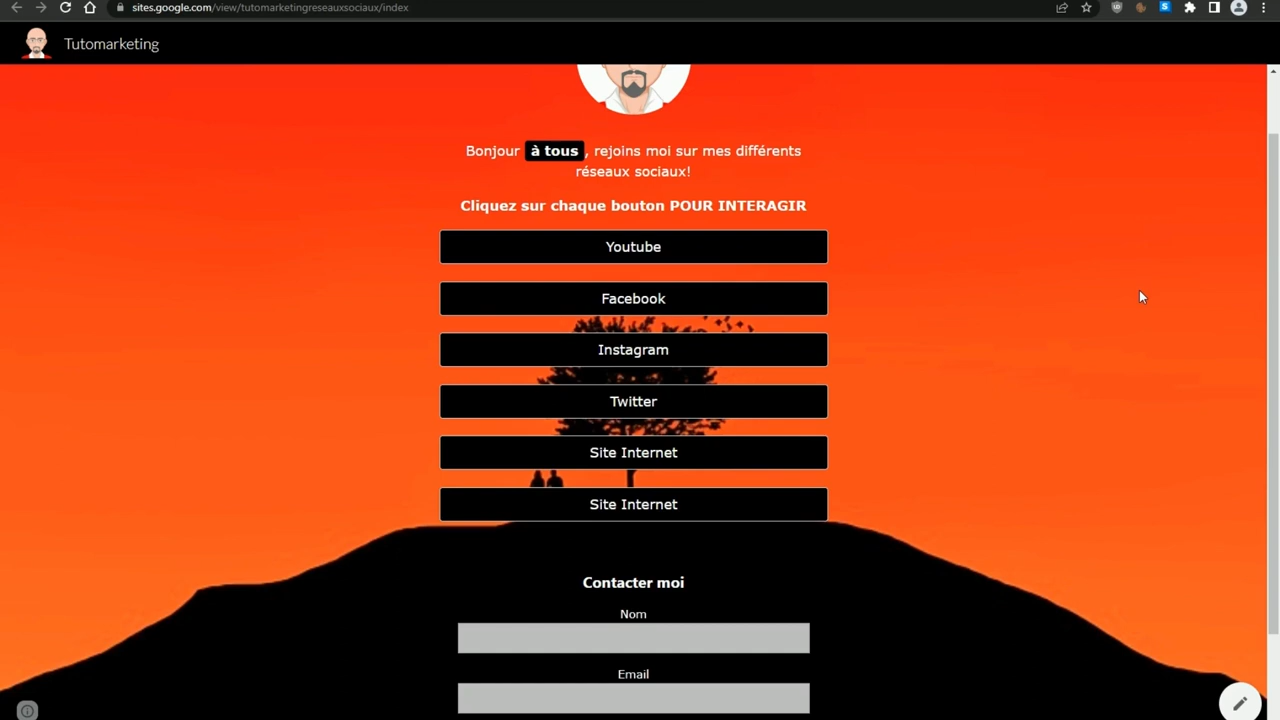 sites.google.com/view/tutomarketingreseauxsociaux/index
Tutomarketing
Bonjour à tous, rejoins moi sur mes différents
réseaux sociaux!
Cliquez sur chaque bouton POUR INTERAGIR
Youtube
Facebook
Instagram
Twitter
Site Internet
Site Internet
Contacter moi
Nom
Email